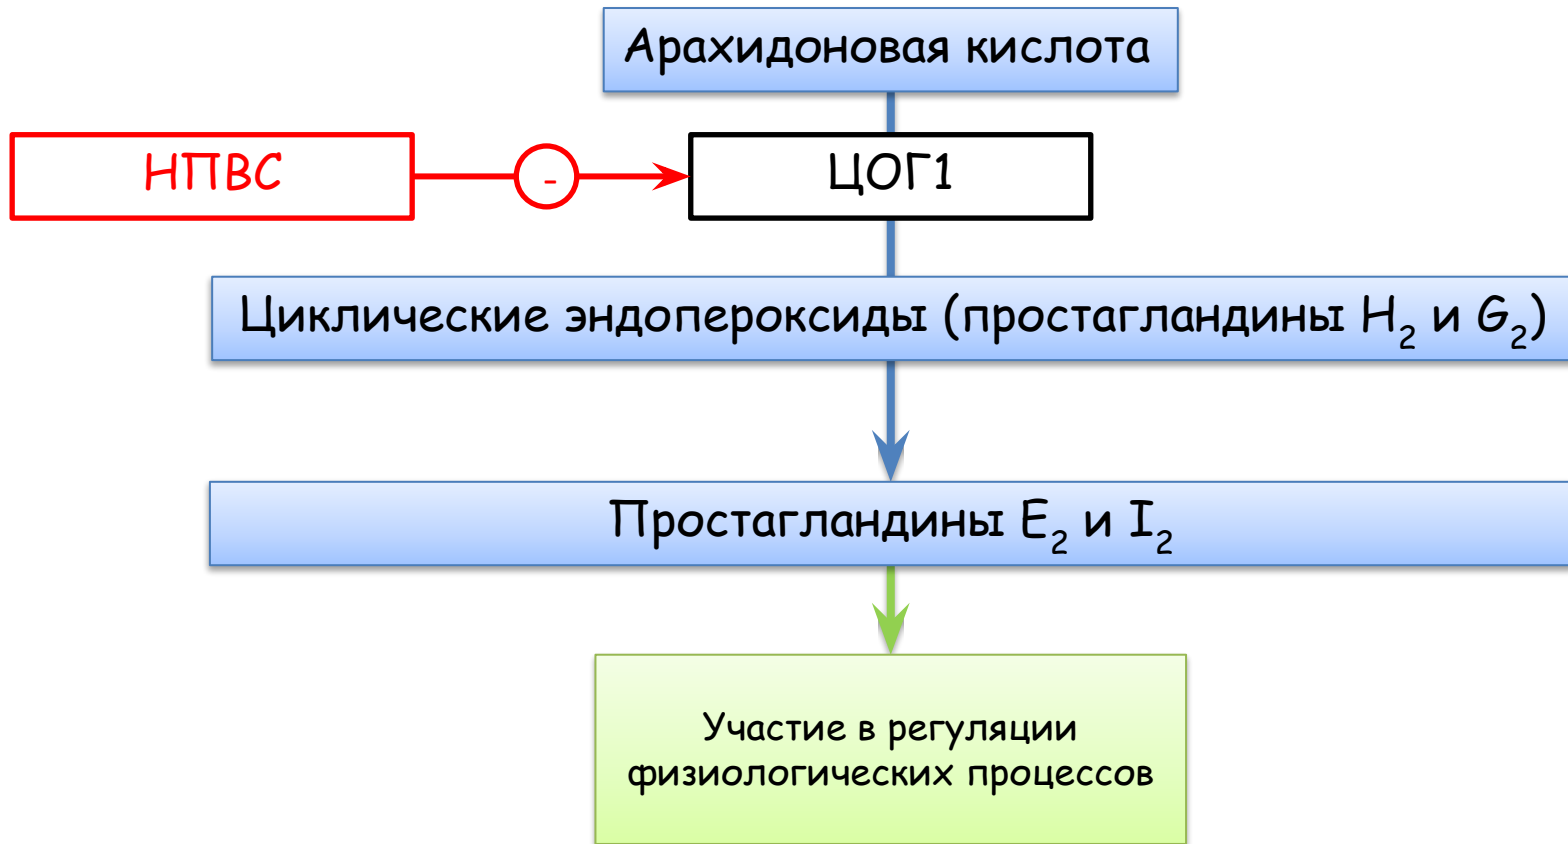 Арахидоновая кислота
НПВС
-
ЦОГ1
Циклические эндопероксиды (простагландины H₂ и G₂)
Простагландины E₂ и I₂
Участие в регуляции
физиологических процессов